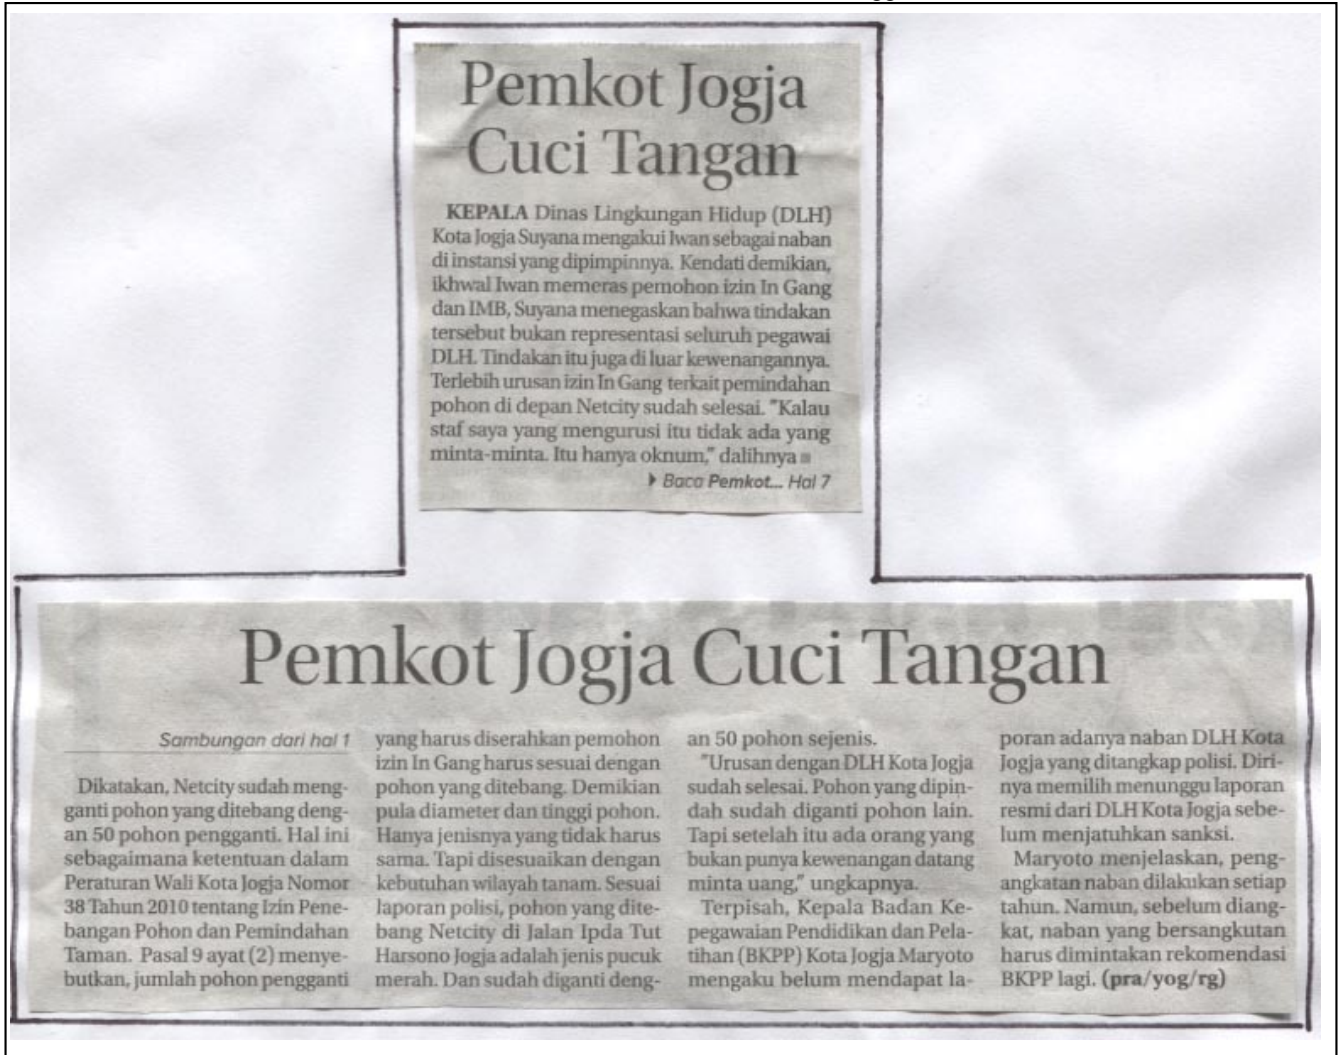 Pemkot Jogja
Cuci Tangan
KEPALA Dinas Lingkungan Hidup (DLH)
Kota Jogja Suyana mengakui Iwan sebagai naban
di instansi yang dipimpinnya. Kendati demikian,
ikhwal Iwan memeras pemohon izin In Gang
dan IMB, Suyana menegaskan bahwa tindakan
tersebut bukan representasi seluruh pegawai
DLH. Tindakan itu juga di luar kewenangannya.
Terlebih urusan izin In Gang terkait pemindahan
pohon di depan Netcity sudah selesai. "Kalau
staf saya yang mengurusi itu tidak ada yang
minta-minta. Itu hanya oknum," dalihnya
Baca Pemkot... Hal 7
Pemkot Jogja Cuci Tangan
Sambungan dari hal 1
Dikatakan, Netcity sudah meng-
ganti pohon yang ditebang deng-
an 50 pohon pengganti. Hal ini
sebagaimana ketentuan dalam
Peraturan Wali Kota Jogja Nomor
38 Tahun 2010 tentang Izin Pene-
bangan Pohon dan Pemindahan
Taman. Pasal 9 ayat (2) menye-
butkan, jumlah pohon pengganti
yang harus diserahkan pemohon
izin In Gang harus sesuai dengan
pohon yang ditebang. Demikian
pula diameter dan tinggi pohon.
Hanya jenisnya yang tidak harus
sama. Tapi disesuaikan dengan
kebutuhan wilayah tanam. Sesuai
laporan polisi, pohon yang dite-
bang Netcity di Jalan Ipda Tut
Harsono Jogja adalah jenis pucuk
merah. Dan sudah diganti deng-
an 50 pohon sejenis.
"Urusan dengan DLH Kota Jogja
sudah selesai. Pohon yang dipin-
dah sudah diganti pohon lain.
Tapi setelah itu ada orang yang
bukan punya kewenangan datang
minta uang," ungkapnya.
Terpisah, Kepala Badan Ke-
pegawaian Pendidikan dan Pela-
tihan (BKPP) Kota Jogja Maryoto
mengaku belum mendapat la-
poran adanya naban DLH Kota
Jogja yang ditangkap polisi. Diri-
nya memilih menunggu laporan
resmi dari DLH Kota Jogja sebe-
lum menjatuhkan sanksi.
Maryoto menjelaskan, peng-
angkatan naban dilakukan setiap
tahun. Namun, sebelum diang-
kat, naban yang bersangkutan
harus dimintakan rekomendasi
BKPP lagi. (pra/yog/rg)